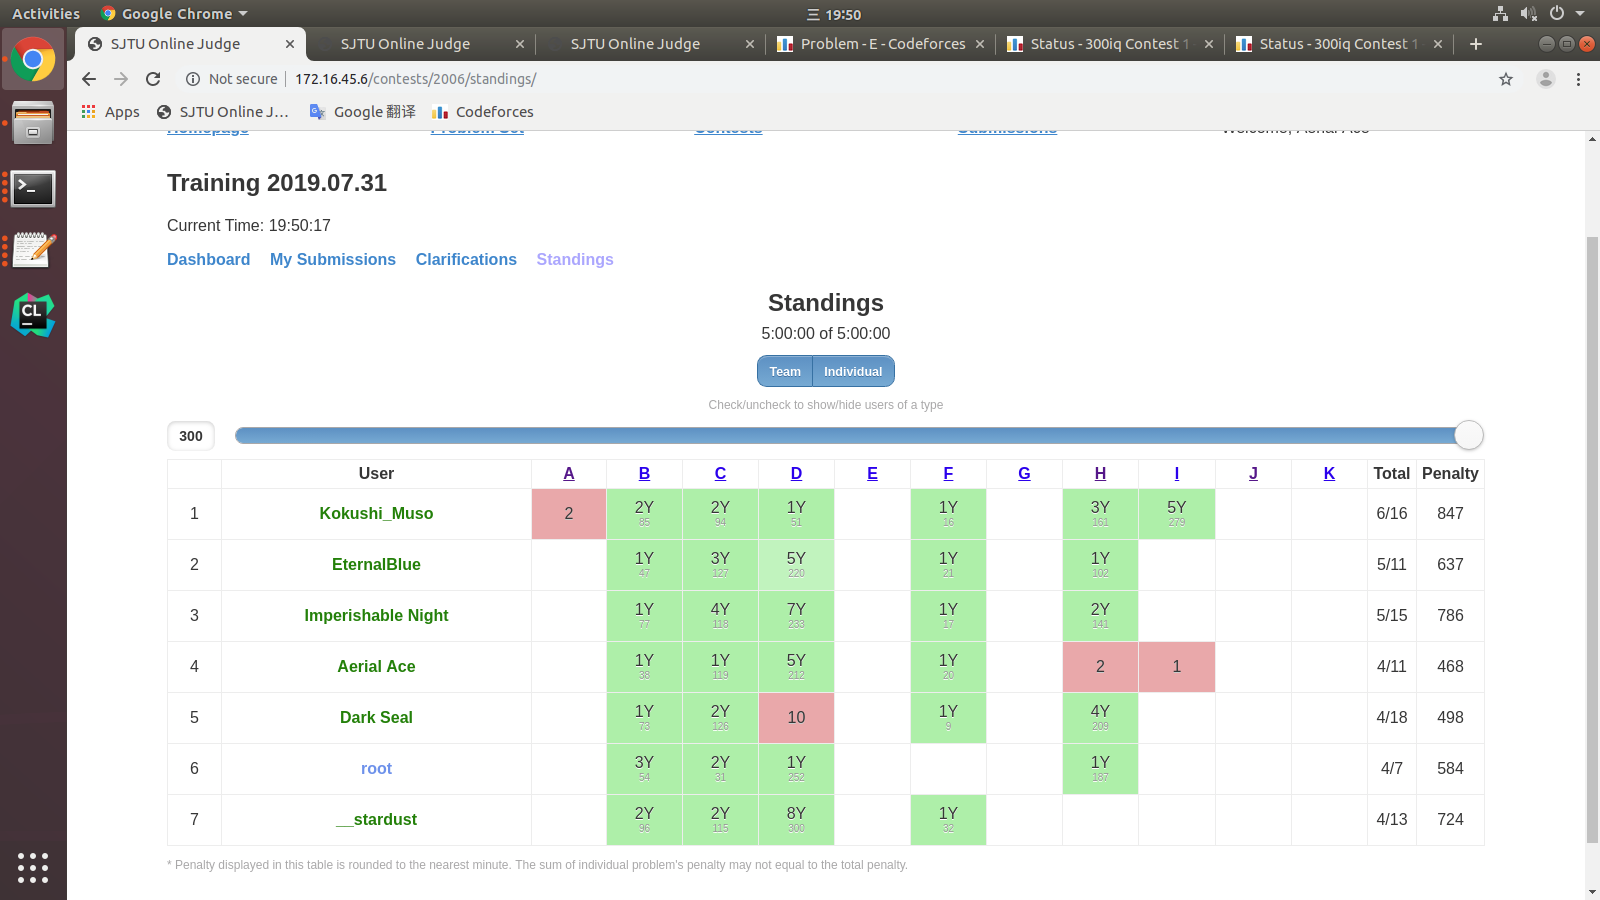 Activities Google Chrome 三 19:50
SJTU Online Judge SJTU Online Judge SJTU Online Judge Problem - E - Codeforces Status - 300iq Contest 1 Status - 300iq Contest 1
Not secure 172.16.45.6/contests/2006/standings/
Apps SJTU Online J… Google 翻译 Codeforces
Homepage Problem Set Contests Submissions Welcome, Aerial Ace
Training 2019.07.31
Current Time: 19:50:17
Dashboard My Submissions Clarifications Standings
Standings
5:00:00 of 5:00:00
Team Individual
Check/uncheck to show/hide users of a type
300
User A B C D E F G H I J K Total Penalty
1 Kokushi_Muso 2 2Y 2Y 1Y 1Y 3Y 5Y 6/16 847
85 94 51 16 161 279
2 EternalBlue 1Y 3Y 5Y 1Y 1Y 5/11 637
47 127 220 21 102
3 Imperishable Night 1Y 4Y 7Y 1Y 2Y 5/15 786
77 118 233 17 141
4 Aerial Ace 1Y 1Y 5Y 1Y 2 1 4/11 468
38 119 212 20
5 Dark Seal 1Y 2Y 10 1Y 4Y 4/18 498
73 126 9 209
6 root 3Y 2Y 1Y 1Y 4/7 584
54 31 252 187
7 __stardust 2Y 2Y 8Y 1Y 4/13 724
96 115 300 32
* Penalty displayed in this table is rounded to the nearest minute. The sum of individual problem's penalty may not equal to the total penalty.
CL